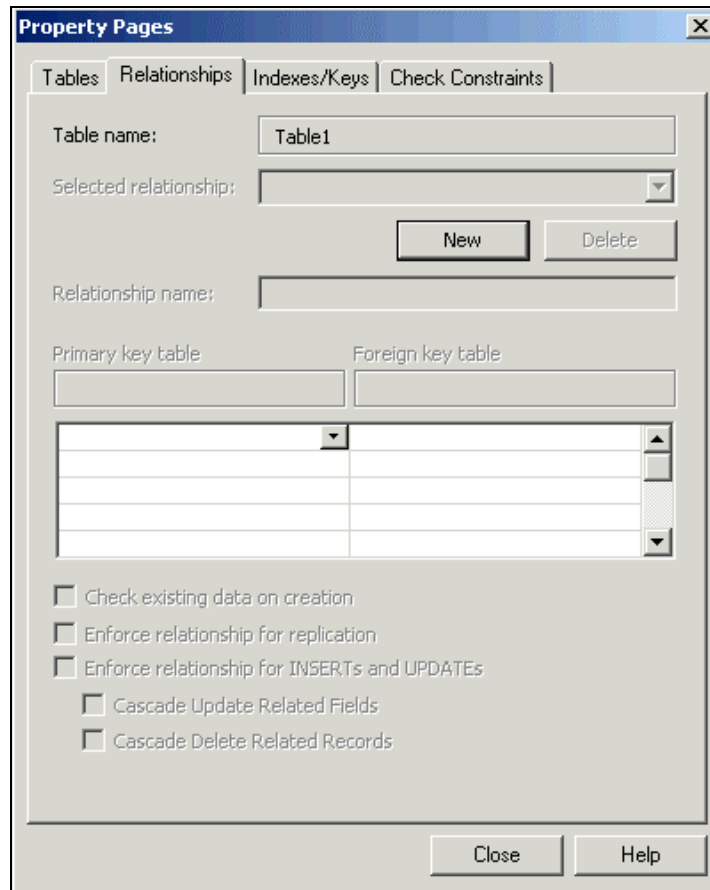 Property Pages
Tables Relationships Indexes/Keys Check Constraints
Table name: Table1
Selected relationship:
New Delete
Relationship name:
Primary key table Foreign key table
Check existing data on creation
Enforce relationship for replication
Enforce relationship for INSERTs and UPDATEs
Cascade Update Related Fields
Cascade Delete Related Records
Close Help